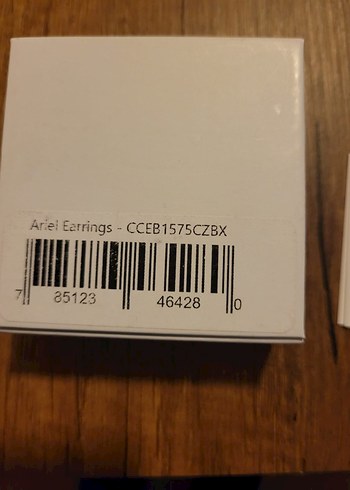 Ariel Earrings - CCEB1575CZBX
7 85123 46428 0